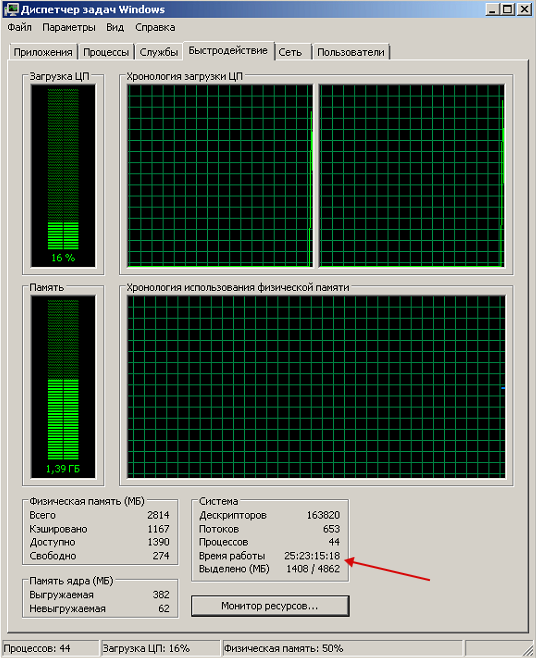 Диспетчер задач Windows
Файл Параметры Вид Справка
Приложения Процессы Службы Быстродействие Сеть Пользователи
Загрузка ЦП
16 %
Хронология загрузки ЦП
Память
1,39 ГБ
Хронология использования физической памяти
Физическая память (МБ)
Всего 2814
Кэшировано 1167
Доступно 1390
Свободно 274
Память ядра (МБ)
Выгружаемая 382
Невыгружаемая 62
Система
Дескрипторов 163820
Потоков 653
Процессов 44
Время работы 25:23:15:18
Выделено (МБ) 1408 / 4862
Монитор ресурсов...
Процессов: 44 Загрузка ЦП: 16% Физическая память: 50%